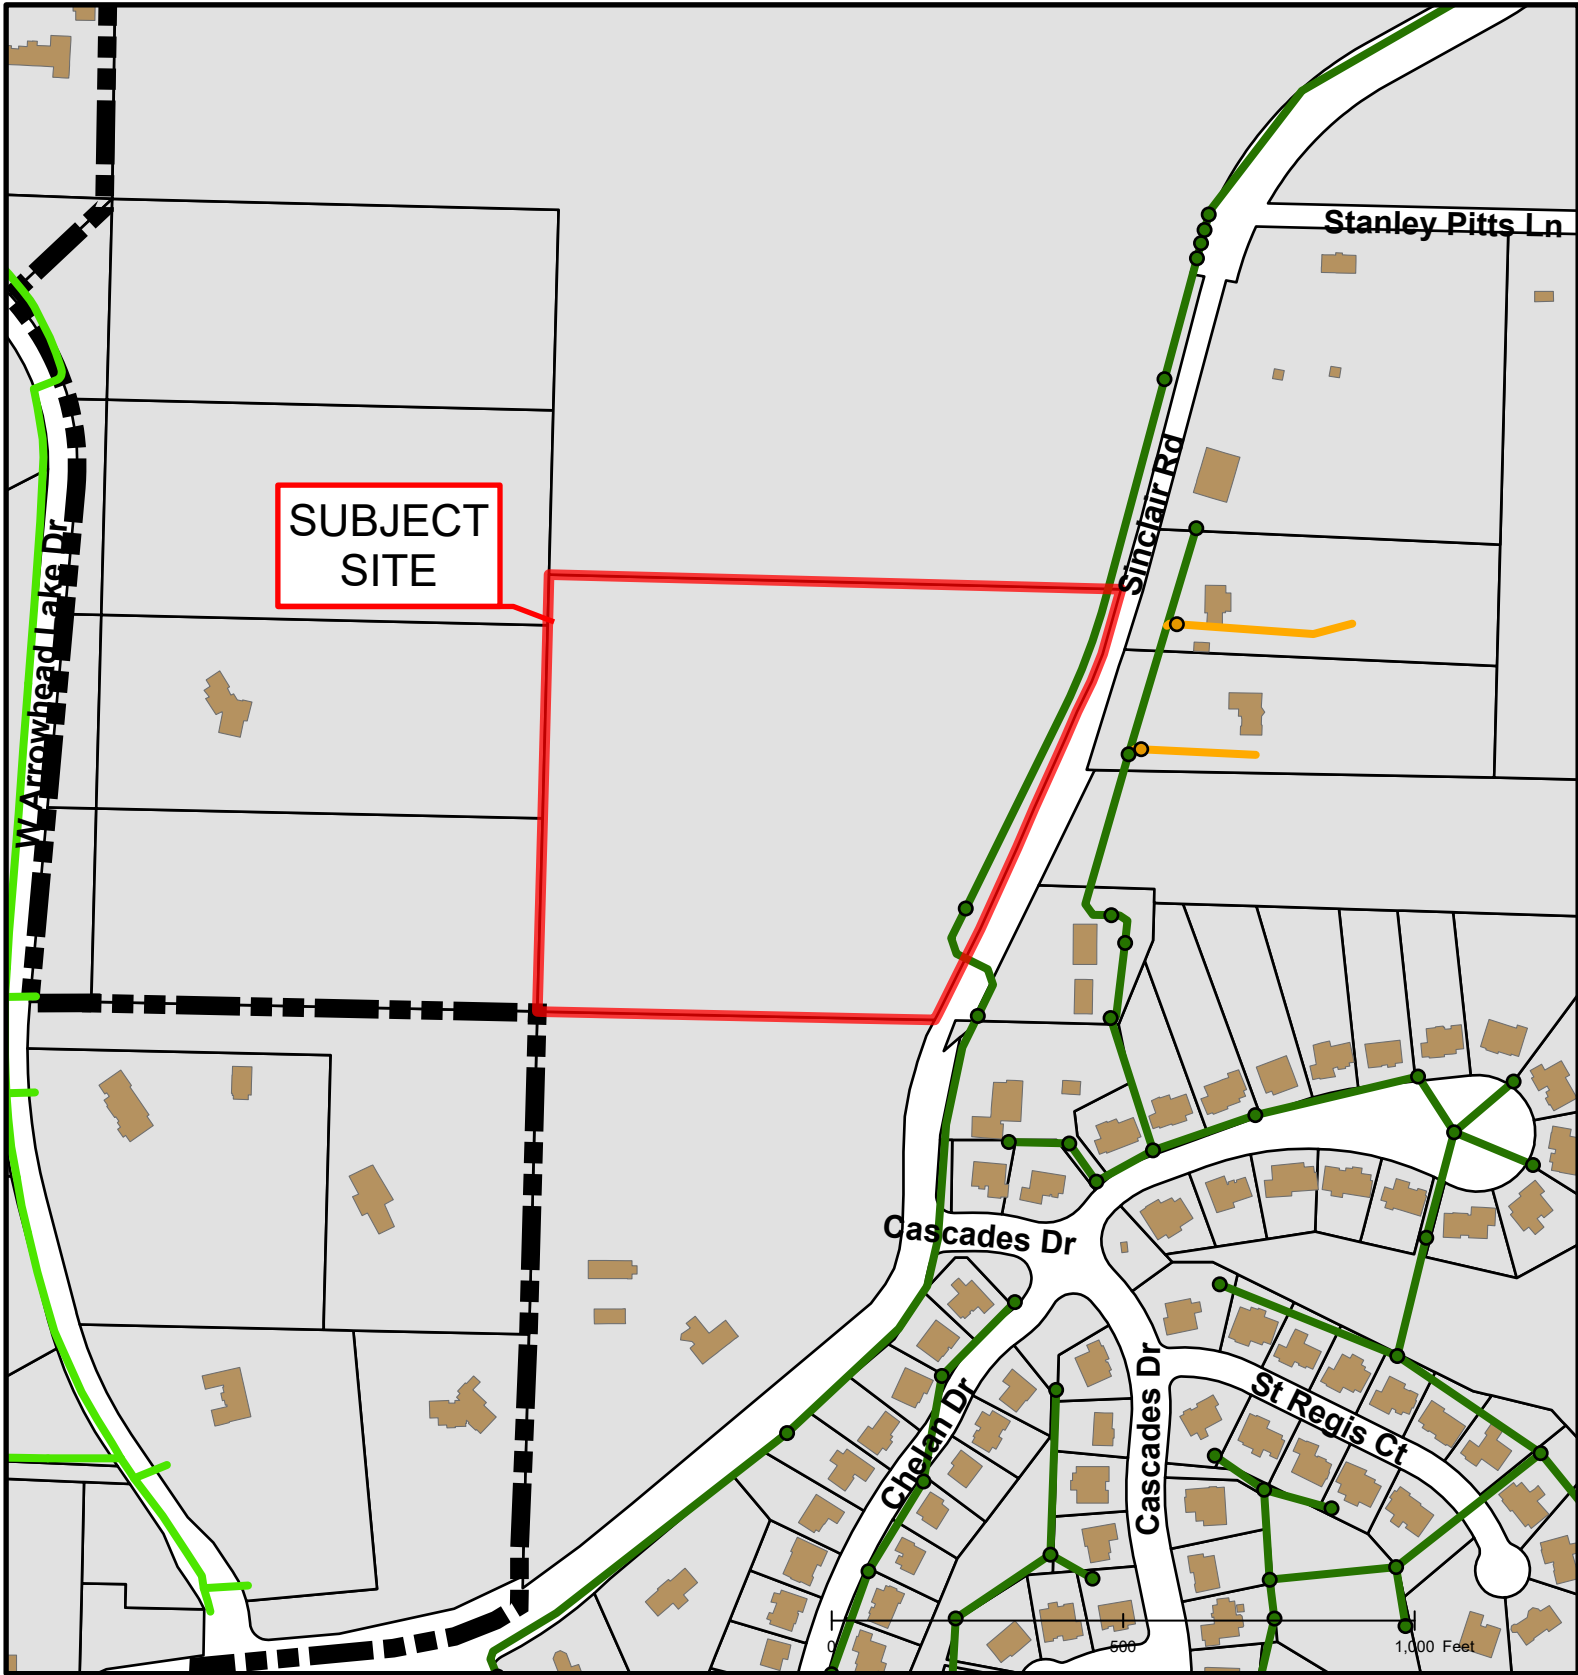 Stanley Pitts Ln
Sinclair Rd
SUBJECT
SITE
W Arrowhead Lake Dr
Cascades Dr
Chelan Dr
Cascades Dr
St Regis Ct
0 500 1,000 Feet